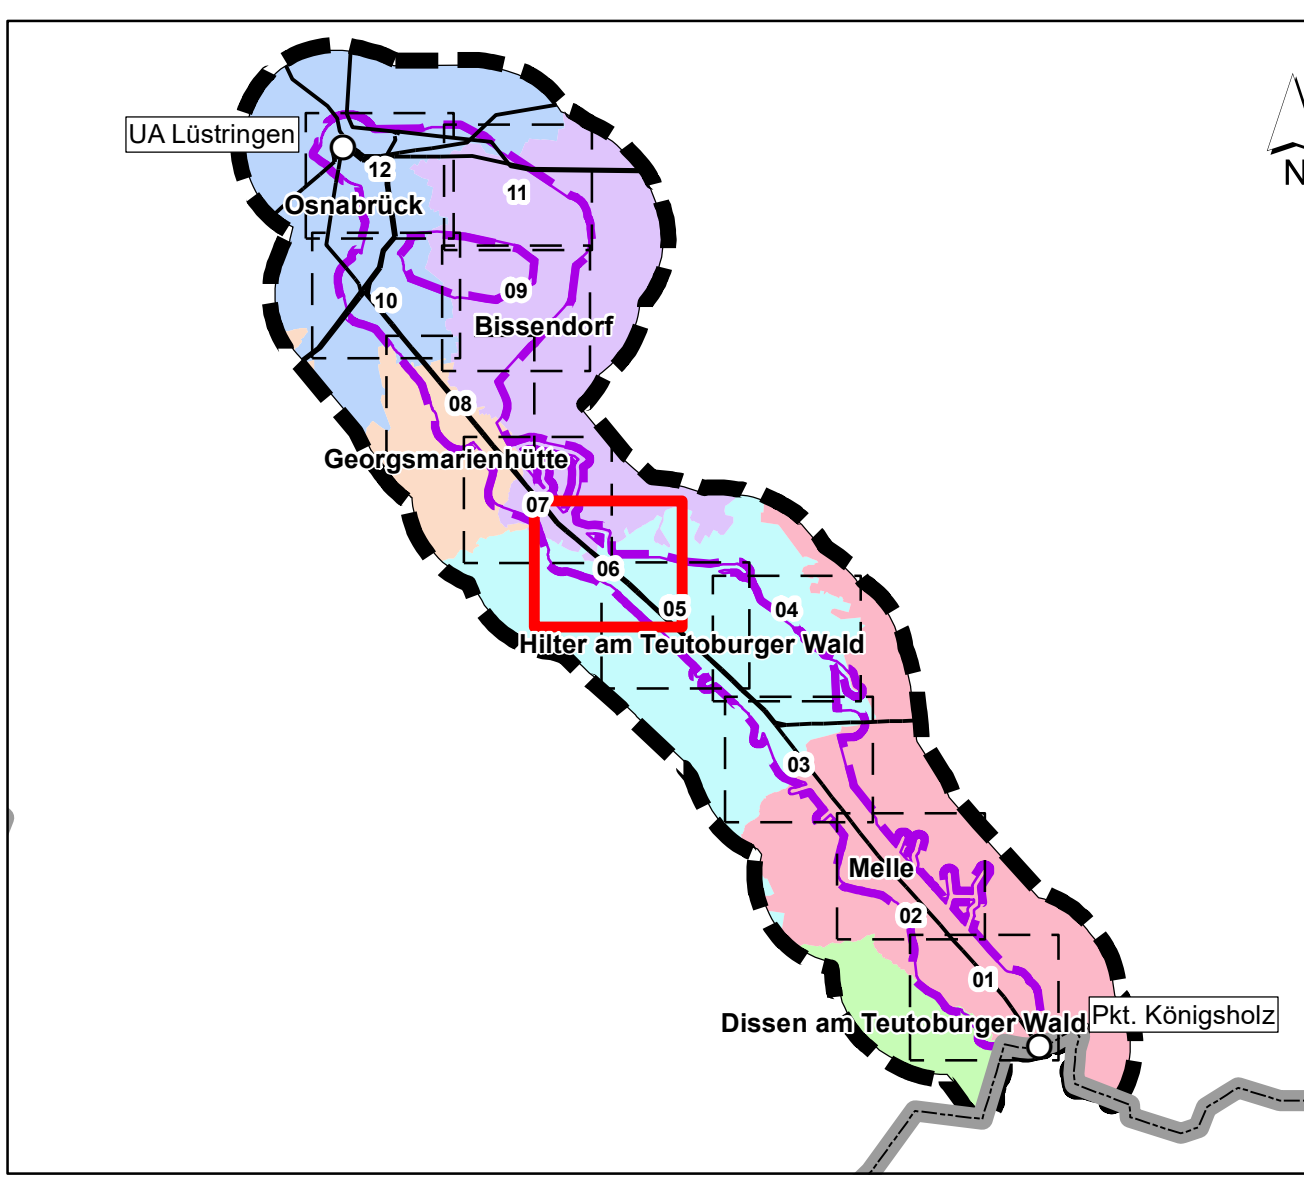 UA Lüstringen
N
12
11
Osnabrück
09
10
Bissendorf
08
Georgsmarienhütte
07
06
05
04
Hilter am Teutoburger Wald
03
Melle
02
01
Pkt. Königsholz
Dissen am Teutoburger Wald